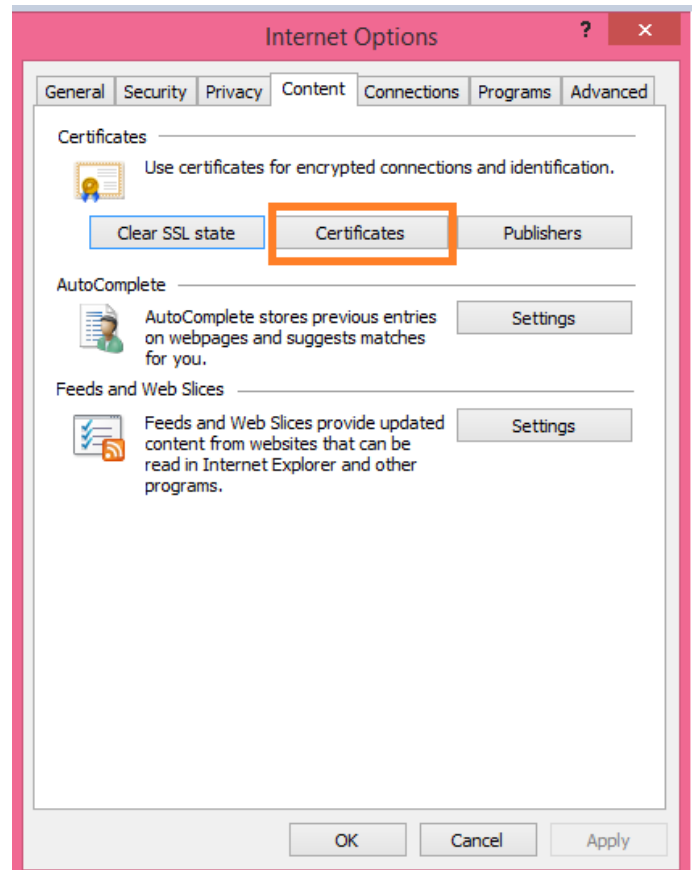 Internet Options
?
×
General Security Privacy Content Connections Programs Advanced
Certificates
Use certificates for encrypted connections and identification.
Clear SSL state Certificates Publishers
AutoComplete
AutoComplete stores previous entries
on webpages and suggests matches
for you.
Settings
Feeds and Web Slices
Feeds and Web Slices provide updated
content from websites that can be
read in Internet Explorer and other
programs.
Settings
OK Cancel Apply